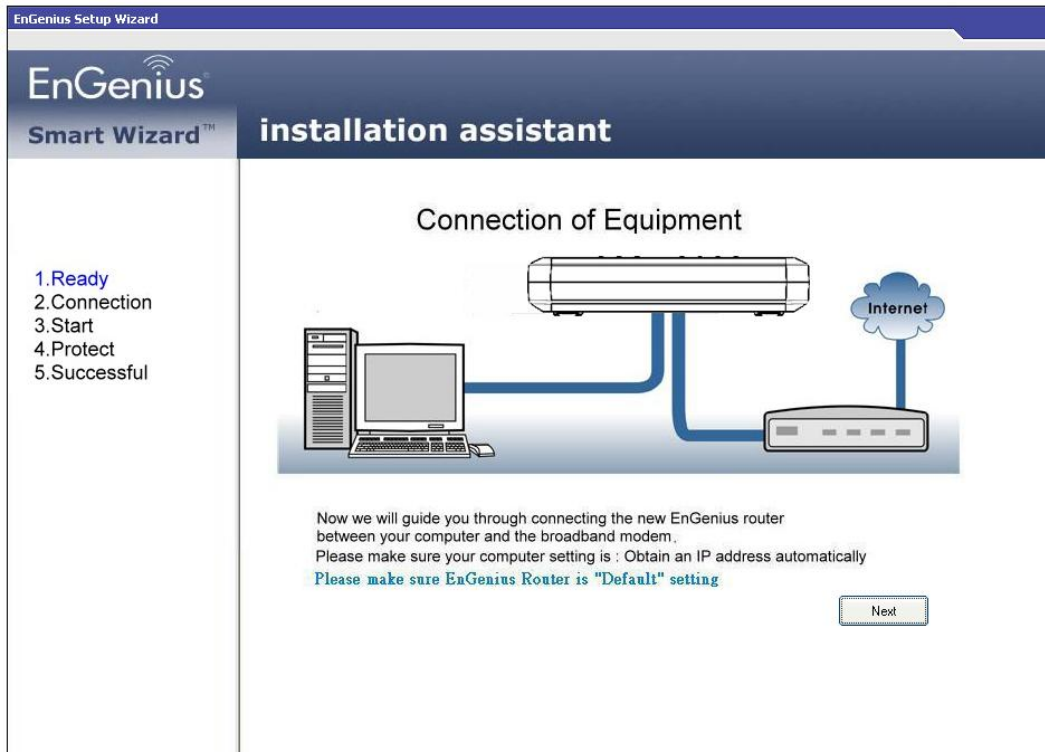 EnGenius Setup Wizard
EnGenius®
Smart Wizard™
installation assistant
Connection of Equipment
1.Ready
2.Connection
3.Start
4.Protect
5.Successful
Internet
Now we will guide you through connecting the new EnGenius router
between your computer and the broadband modem.
Please make sure your computer setting is : Obtain an IP address automatically
Please make sure EnGenius Router is "Default" setting
Next